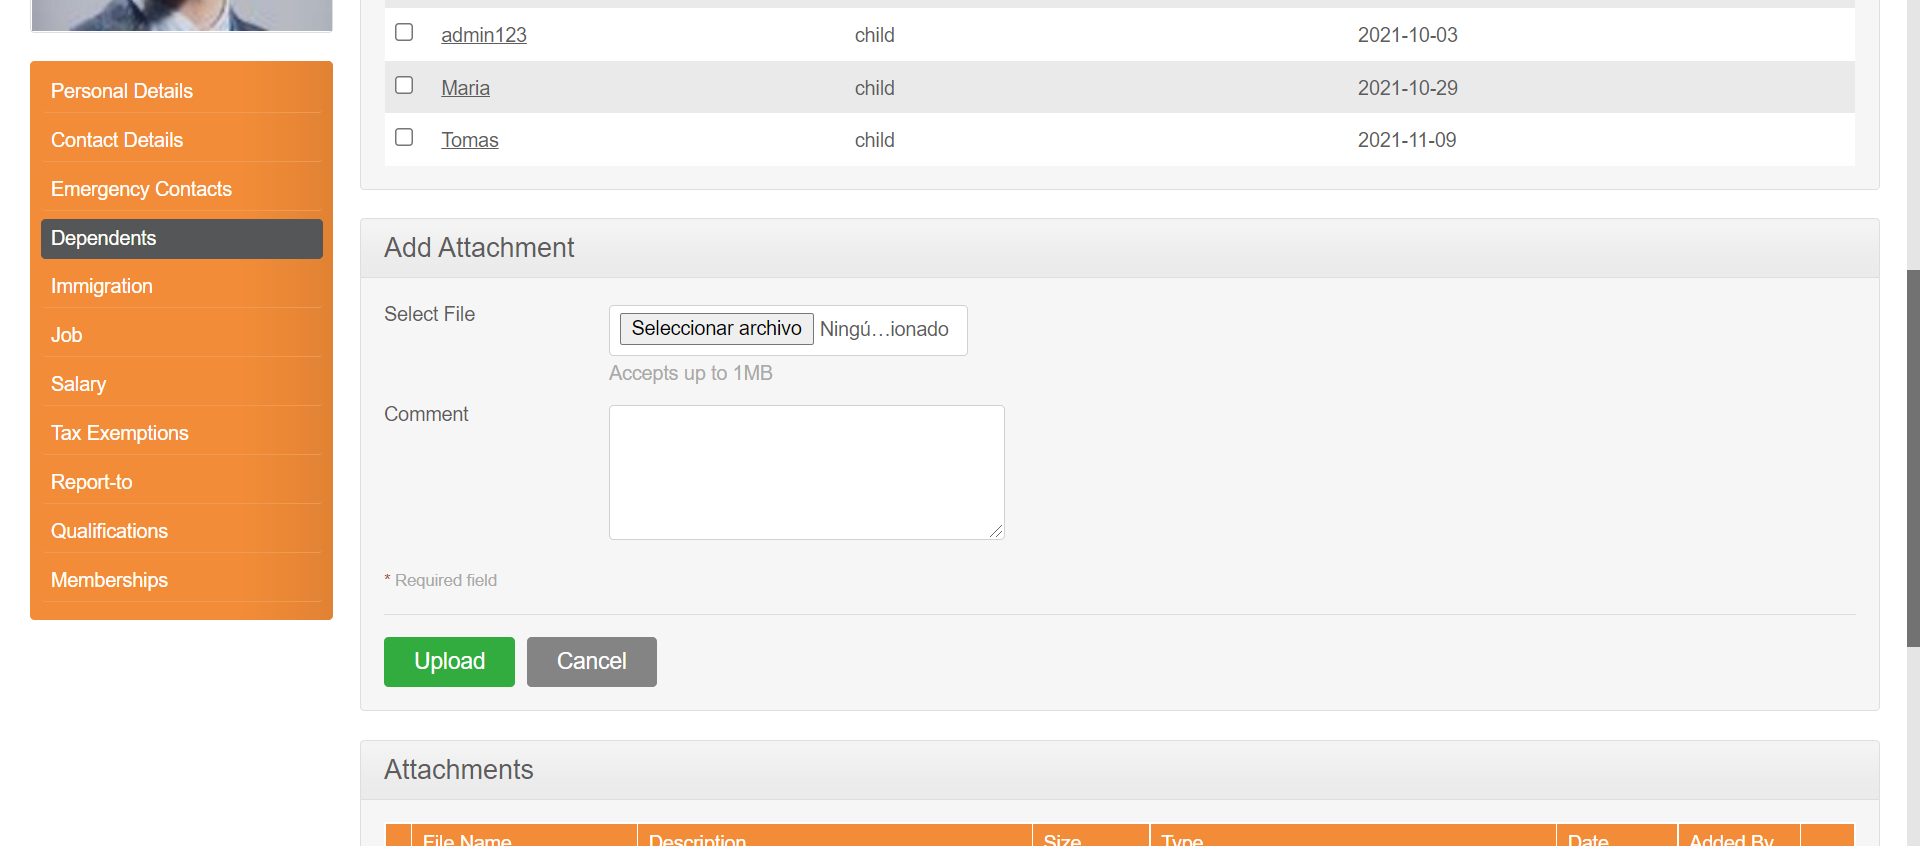 admin123 child 2021-10-03
Maria child 2021-10-29
Tomas child 2021-11-09
Personal Details
Contact Details
Emergency Contacts
Dependents
Immigration
Job
Salary
Tax Exemptions
Report-to
Qualifications
Memberships
Add Attachment
Select File
Seleccionar archivo Ningú…ionado
Accepts up to 1MB
Comment
* Required field
Upload Cancel
Attachments
File Name Description Size Type Date Added By